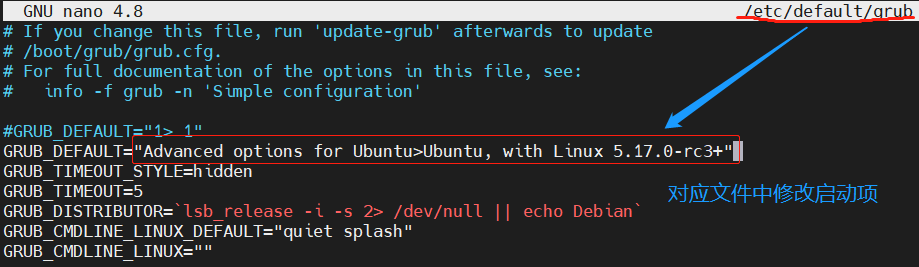 GNU nano 4.8 /etc/default/grub
# If you change this file, run 'update-grub' afterwards to update
# /boot/grub/grub.cfg.
# For full documentation of the options in this file, see:
#   info -f grub -n 'Simple configuration'
#GRUB_DEFAULT="1> 1"
GRUB_DEFAULT="Advanced options for Ubuntu>Ubuntu, with Linux 5.17.0-rc3+"
GRUB_TIMEOUT_STYLE=hidden
GRUB_TIMEOUT=5
GRUB_DISTRIBUTOR=`lsb_release -i -s 2> /dev/null || echo Debian`
GRUB_CMDLINE_LINUX_DEFAULT="quiet splash"
GRUB_CMDLINE_LINUX=""
对应文件中修改启动项